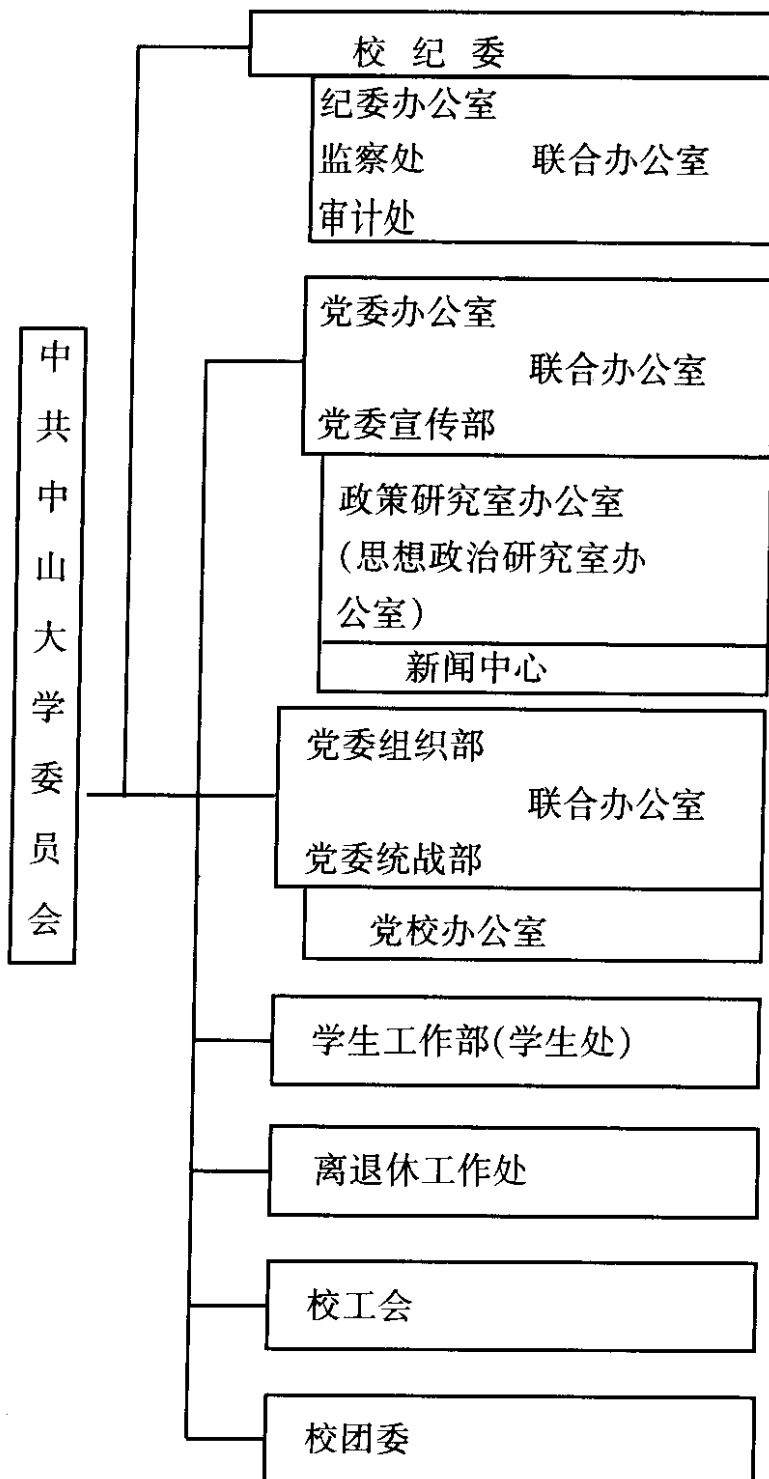 校纪委
纪委办公室
监察处 联合办公室
审计处
党委办公室
联合办公室
党委宣传部
政策研究室办公室
(思想政治研究室办
公室)
新闻中心
中共中山大学委员会
党委组织部
联合办公室
党委统战部
党校办公室
学生工作部(学生处)
离退休工作处
校工会
校团委